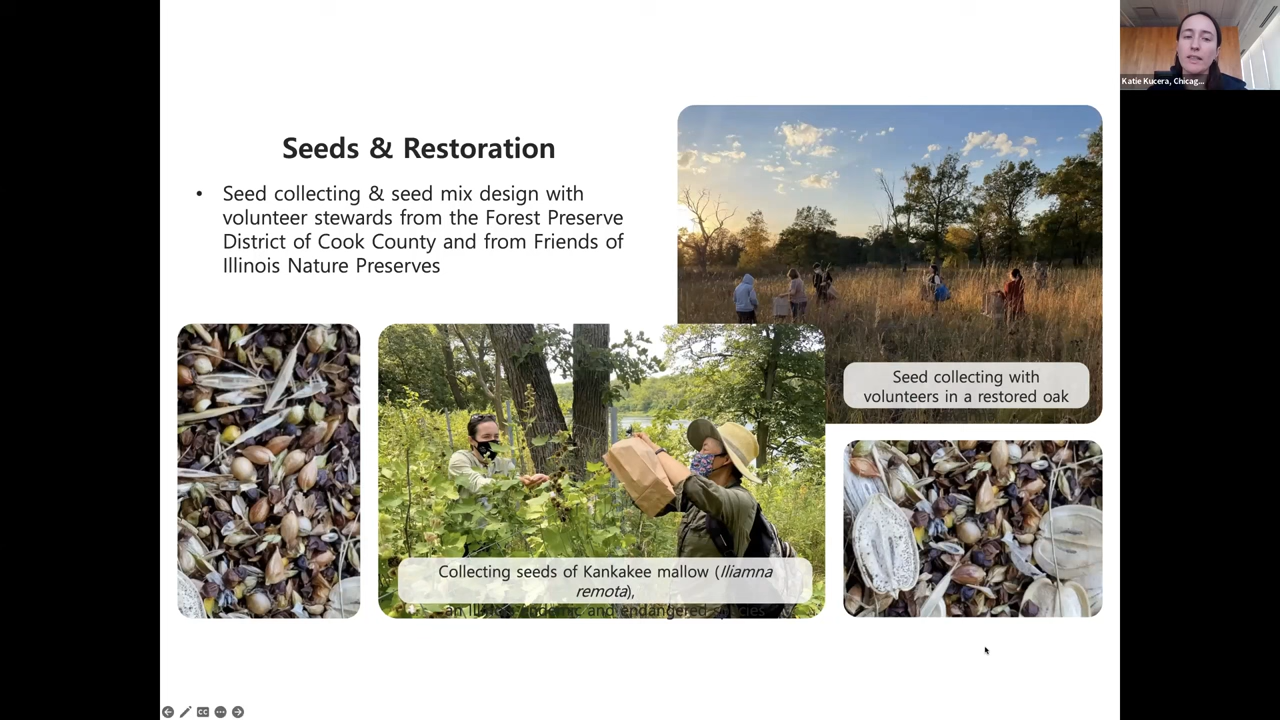 Katie Kucera, Chicag...
Seeds & Restoration
• Seed collecting & seed mix design with
volunteer stewards from the Forest Preserve
District of Cook County and from Friends of
Illinois Nature Preserves
Seed collecting with
volunteers in a restored oak
Collecting seeds of Kankakee mallow (Iliamna
remota),
an Illinois endemic and endangered species
CC